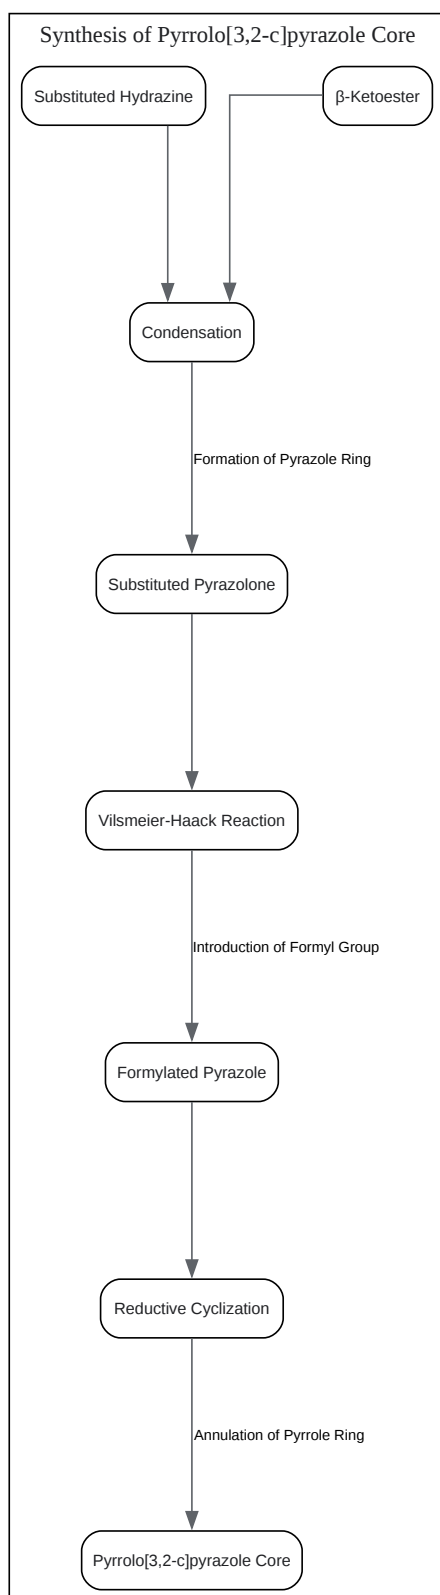 Synthesis of Pyrrolo[3,2-c]pyrazole Core
Substituted Hydrazine
β-Ketoester
Condensation
Formation of Pyrazole Ring
Substituted Pyrazolone
Vilsmeier-Haack Reaction
Introduction of Formyl Group
Formylated Pyrazole
Reductive Cyclization
Annulation of Pyrrole Ring
Pyrrolo[3,2-c]pyrazole Core